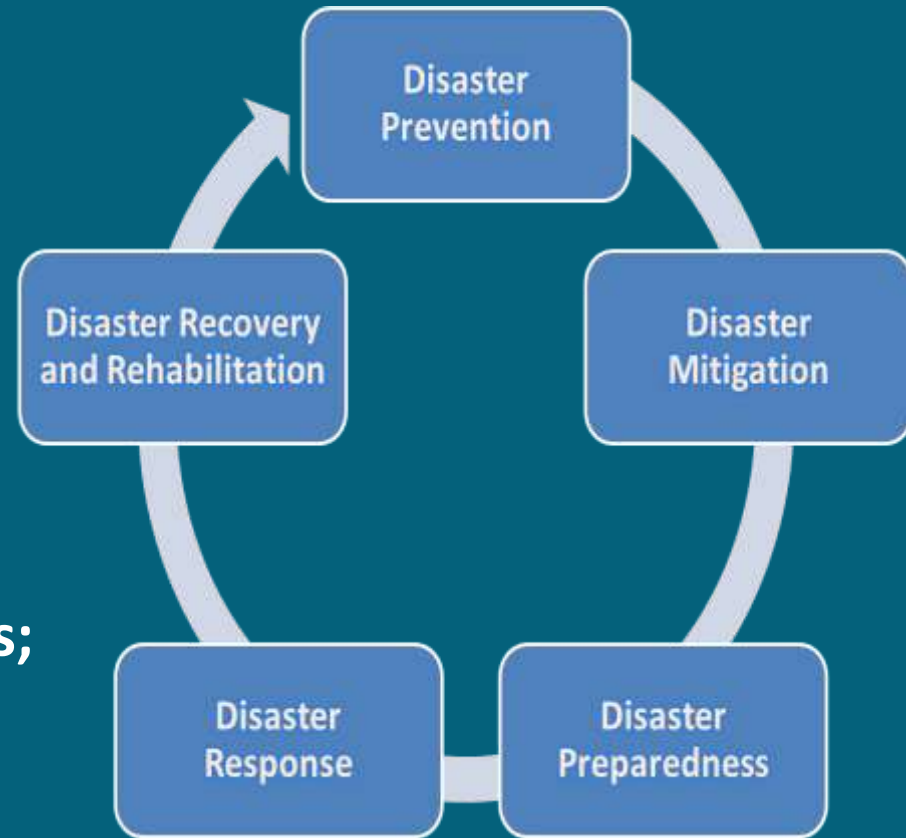 Disaster
Prevention
Disaster
Mitigation
Disaster
Preparedness
Disaster
Response
Disaster Recovery
and Rehabilitation
s;